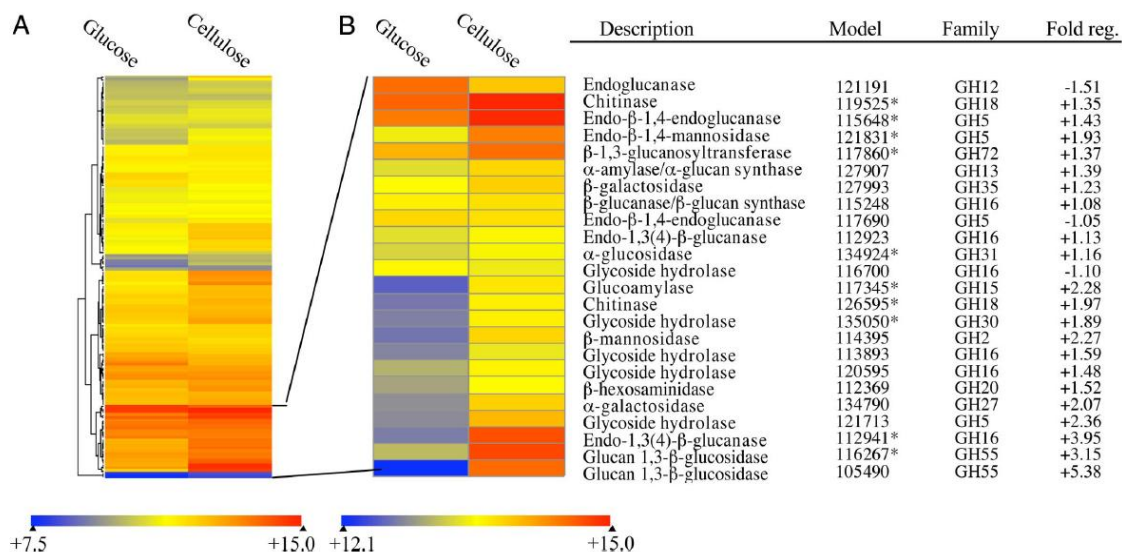 A
Glucose Cellulose
B
Glucose Cellulose
Description Model Family Fold reg.
Endoglucanase 121191 GH12 -1.51
Chitinase 119525* GH18 +1.35
Endo-β-1,4-endoglucanase 115648* GH5 +1.43
Endo-β-1,4-mannosidase 121831* GH5 +1.93
β-1,3-glucanosyltransferase 117860* GH72 +1.37
α-amylase/α-glucan synthase 127907 GH13 +1.39
β-galactosidase 127993 GH35 +1.23
β-glucanase/β-glucan synthase 115248 GH16 +1.08
Endo-β-1,4-endoglucanase 117690 GH5 -1.05
Endo-1,3(4)-β-glucanase 112923 GH16 +1.13
α-glucosidase 134924* GH31 +1.16
Glycoside hydrolase 116700 GH16 -1.10
Glucoamylase 117345* GH15 +2.28
Chitinase 126595* GH18 +1.97
Glycoside hydrolase 135050* GH30 +1.89
β-mannosidase 114395 GH2 +2.27
Glycoside hydrolase 113893 GH16 +1.59
Glycoside hydrolase 120595 GH16 +1.48
β-hexosaminidase 112369 GH20 +1.52
α-galactosidase 134790 GH27 +2.07
Glycoside hydrolase 121713 GH5 +2.36
Endo-1,3(4)-β-glucanase 112941* GH16 +3.95
Glucan 1,3-β-glucosidase 116267* GH55 +3.15
Glucan 1,3-β-glucosidase 105490 GH55 +5.38
+7.5 +15.0
+12.1 +15.0